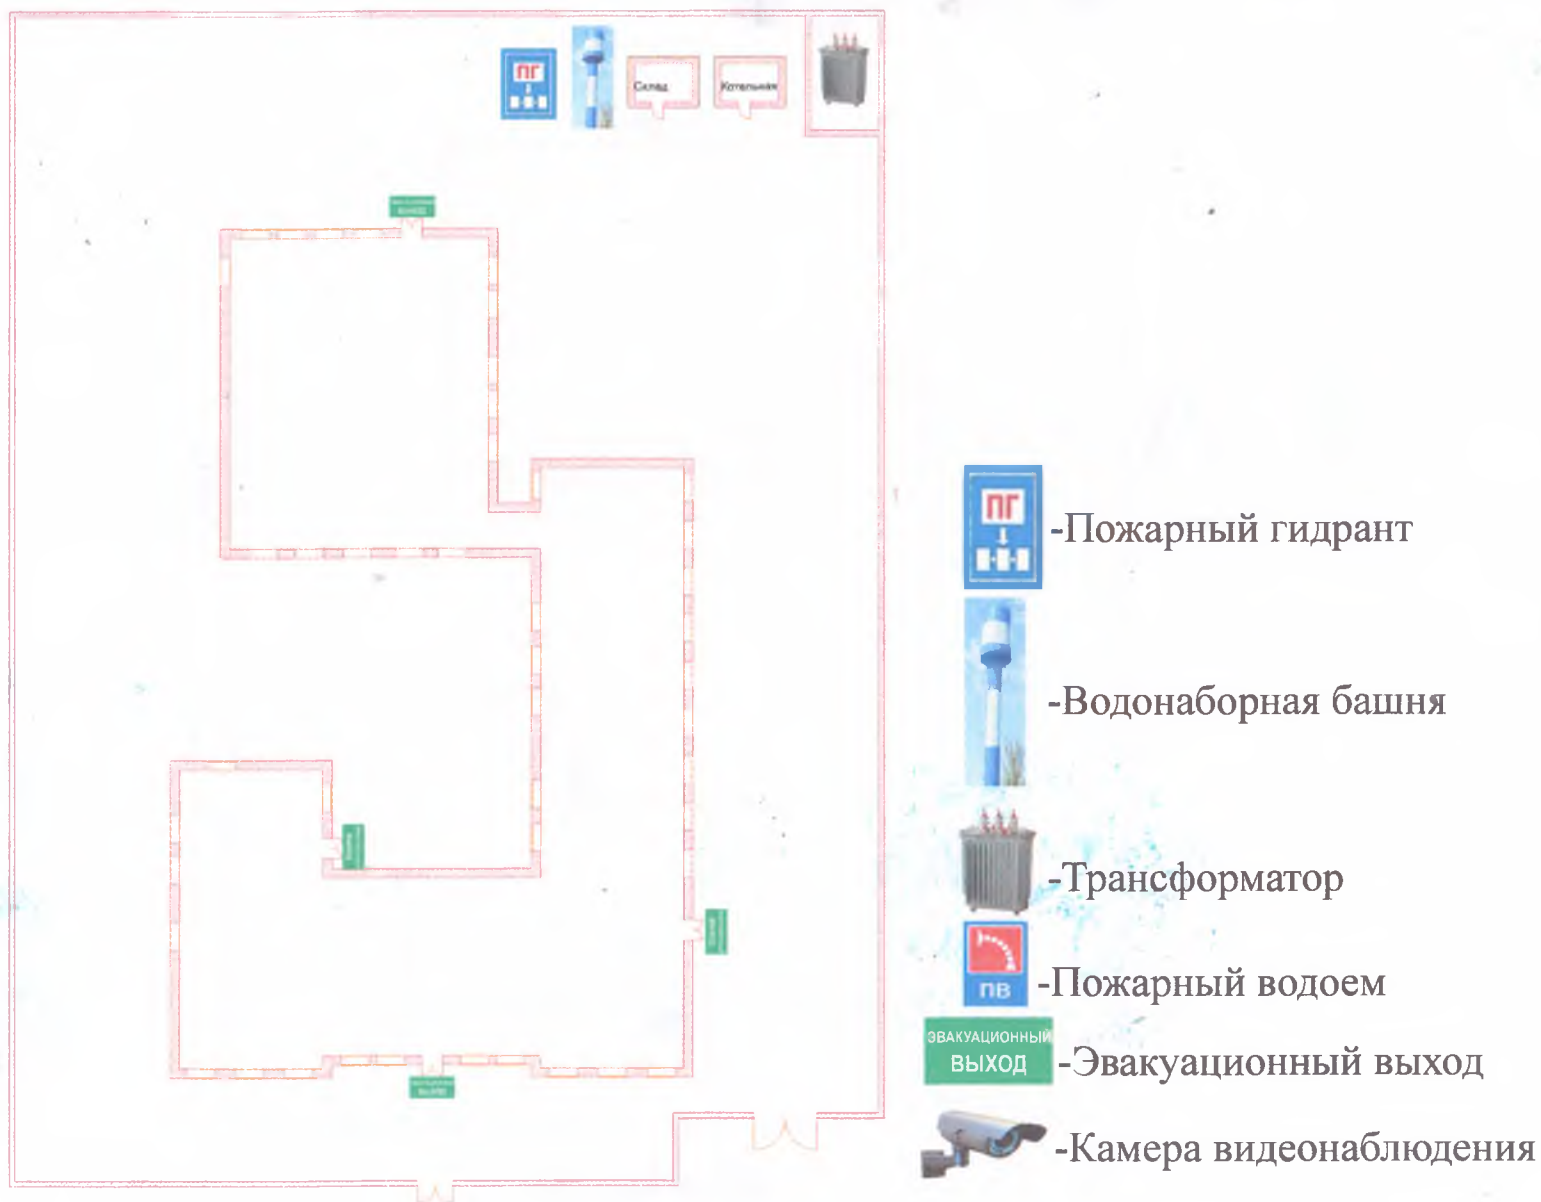 ПГ
Склад
Котельная
ПГ
-Пожарный гидрант
-Водонаборная башня
-Трансформатор
ПВ
-Пожарный водоем
ЭВАКУАЦИОННЫЙ
ВЫХОД
-Эвакуационный выход
-Камера видеонаблюдения